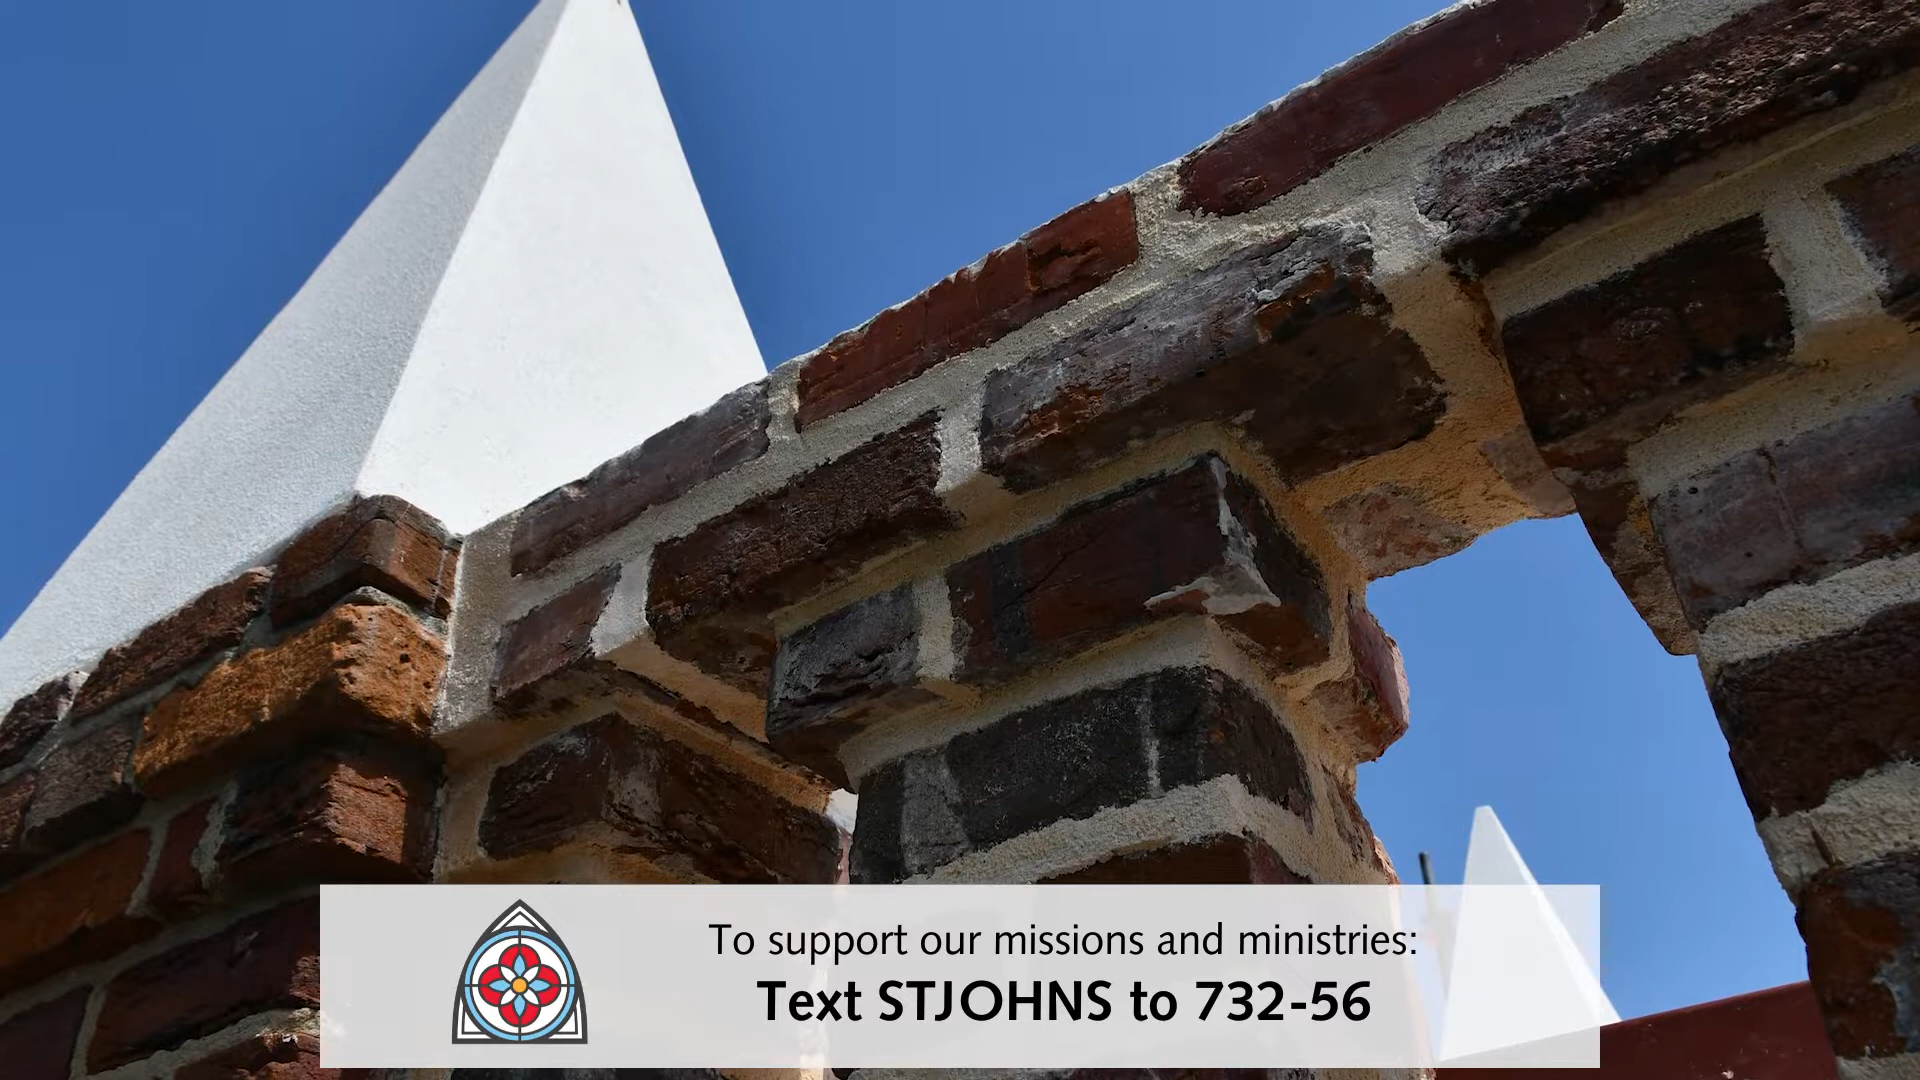 To support our missions and ministries:
Text STJOHNS to 732-56